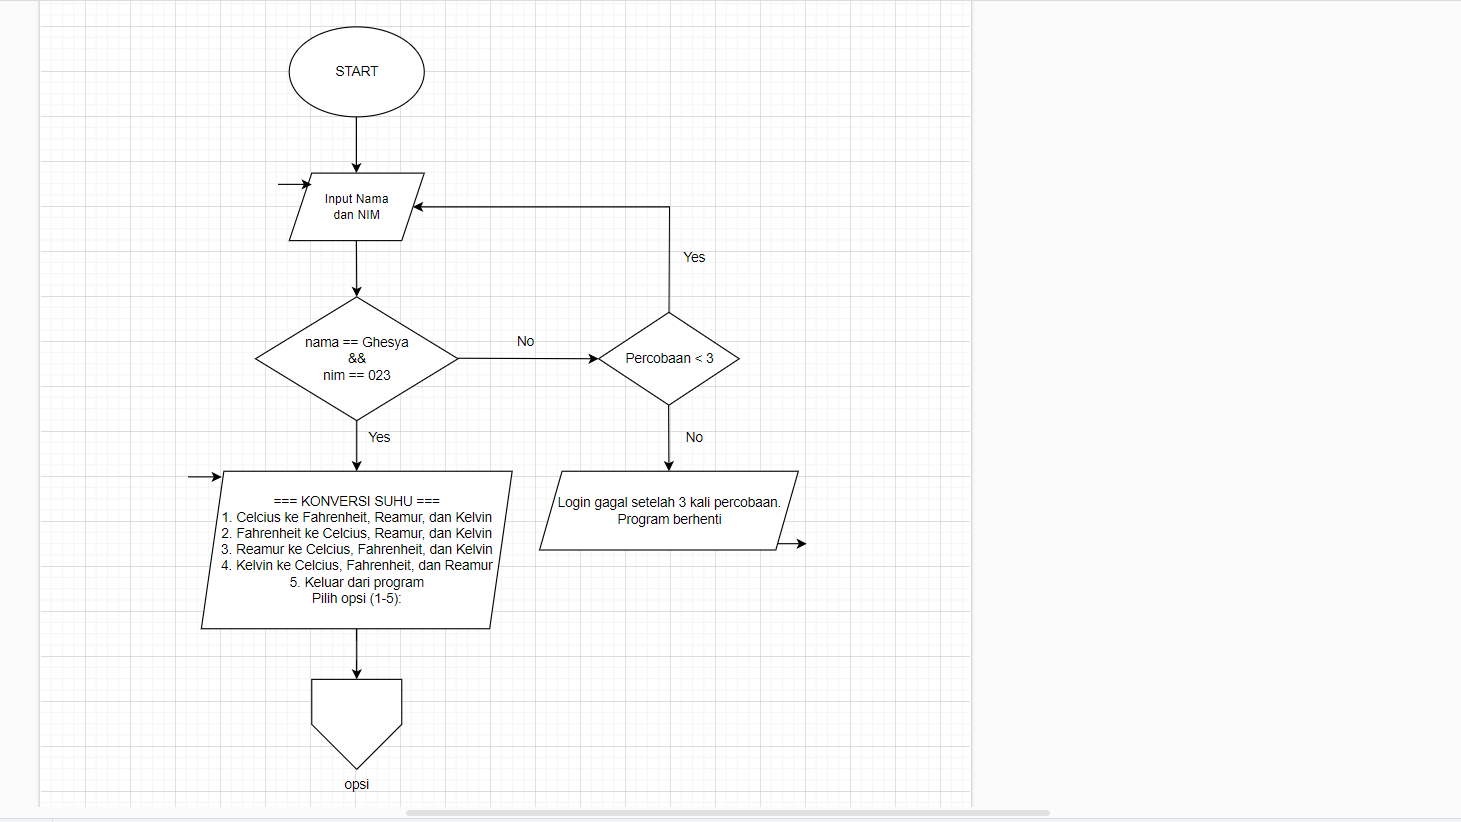 START
Input Nama
dan NIM
Yes
nama == Ghesya
&&
nim == 023
No
Percobaan < 3
Yes
No
=== KONVERSI SUHU ===
1. Celcius ke Fahrenheit, Reamur, dan Kelvin
2. Fahrenheit ke Celcius, Reamur, dan Kelvin
3. Reamur ke Celcius, Fahrenheit, dan Kelvin
4. Kelvin ke Celcius, Fahrenheit, dan Reamur
5. Keluar dari program
Pilih opsi (1-5):
Login gagal setelah 3 kali percobaan.
Program berhenti
opsi